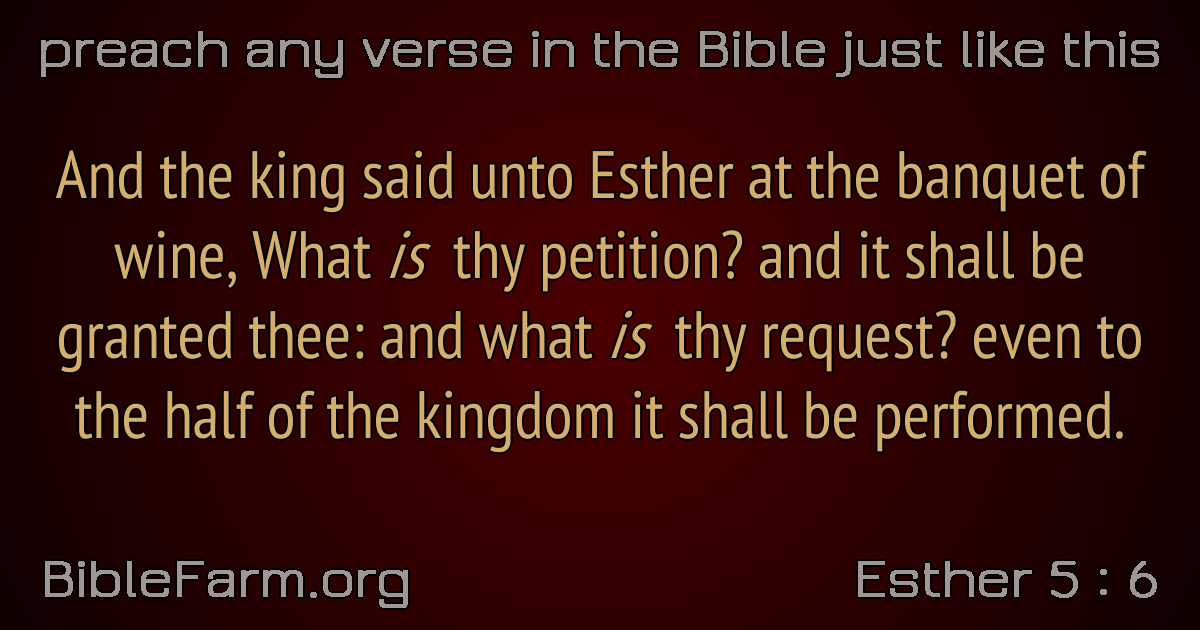 preach any verse in the Bible just like this
And the king said unto Esther at the banquet of
wine, What is thy petition? and it shall be
granted thee: and what is thy request? even to
the half of the kingdom it shall be performed.
BibleFarm.org
Esther 5 : 6